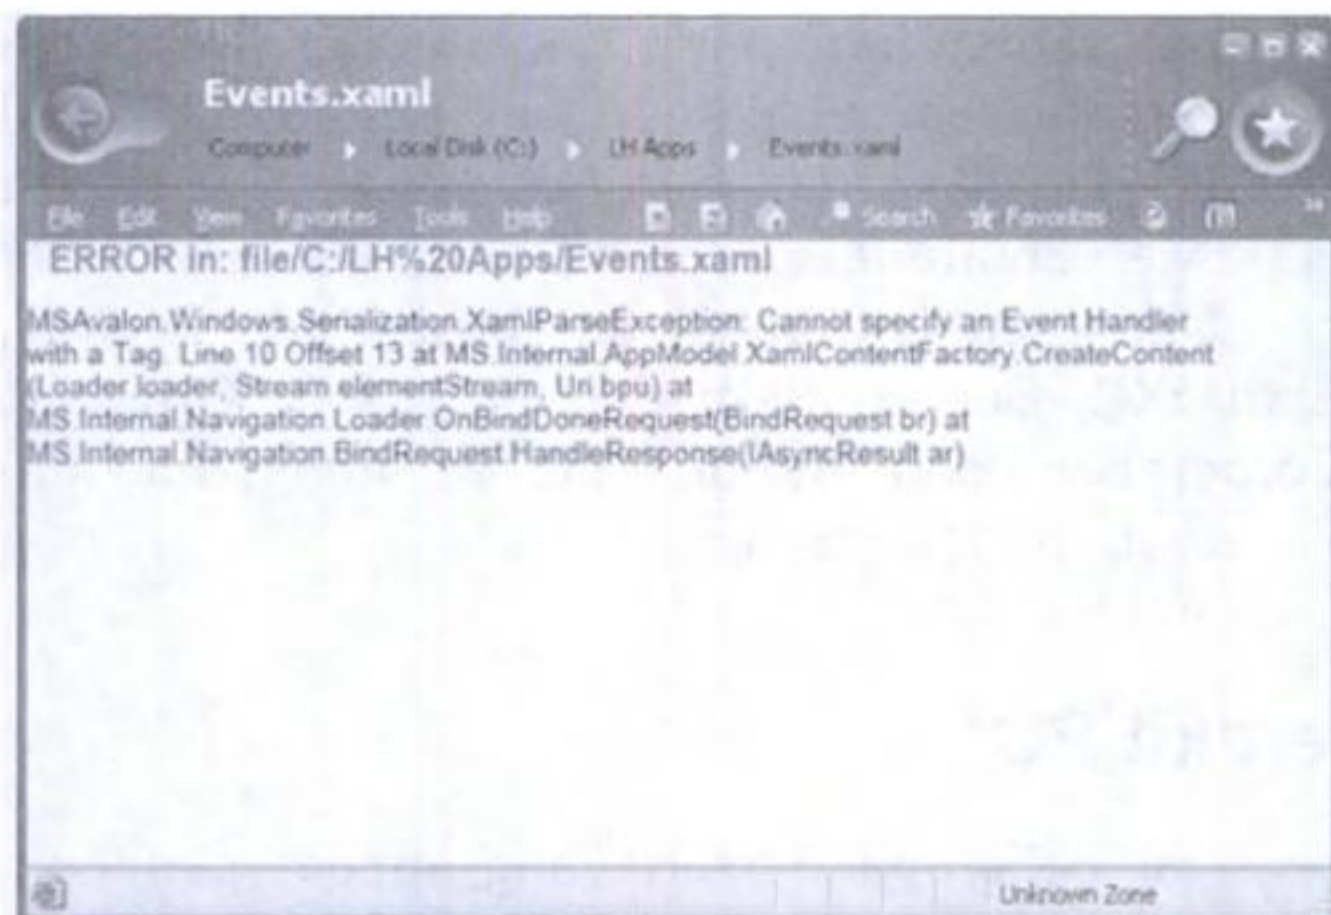 Events.xaml
Computer Local Disk (C:) LH Apps Events.xaml
File Edit View Favorites Tools Help Search Favorites
ERROR in: file/C:/LH%20Apps/Events.xaml
MSAvalon.Windows.Serialization.XamlParseException: Cannot specify an Event Handler
with a Tag. Line 10 Offset 13 at MS.Internal.AppModel.XamlContentFactory.CreateContent
(Loader loader, Stream elementStream, Uri bpu) at
MS.Internal.Navigation.Loader.OnBindDoneRequest(BindRequest br) at
MS.Internal.Navigation.BindRequest.HandleResponse(IAsyncResult ar)
Unknown Zone